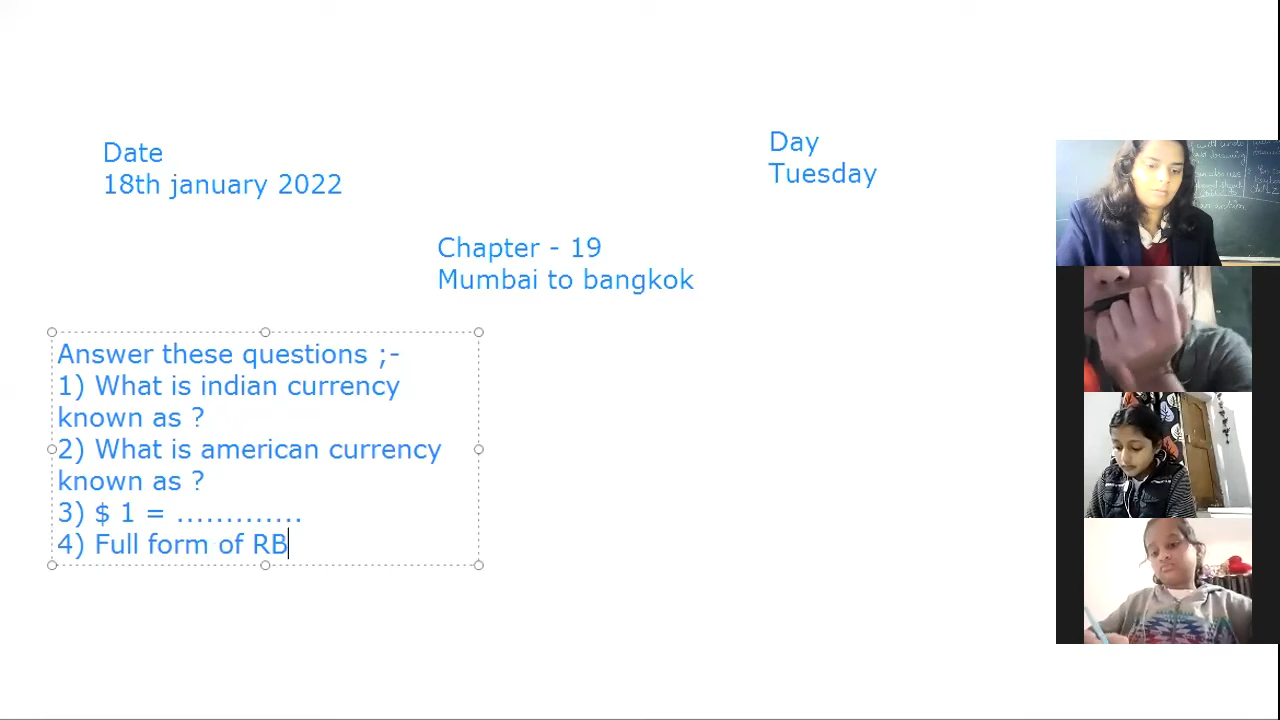 Date
18th january 2022
Day
Tuesday
Chapter - 19
Mumbai to bangkok
Answer these questions ;-
1) What is indian currency
known as ?
2) What is american currency
known as ?
3) $ 1 = .............
4) Full form of RB